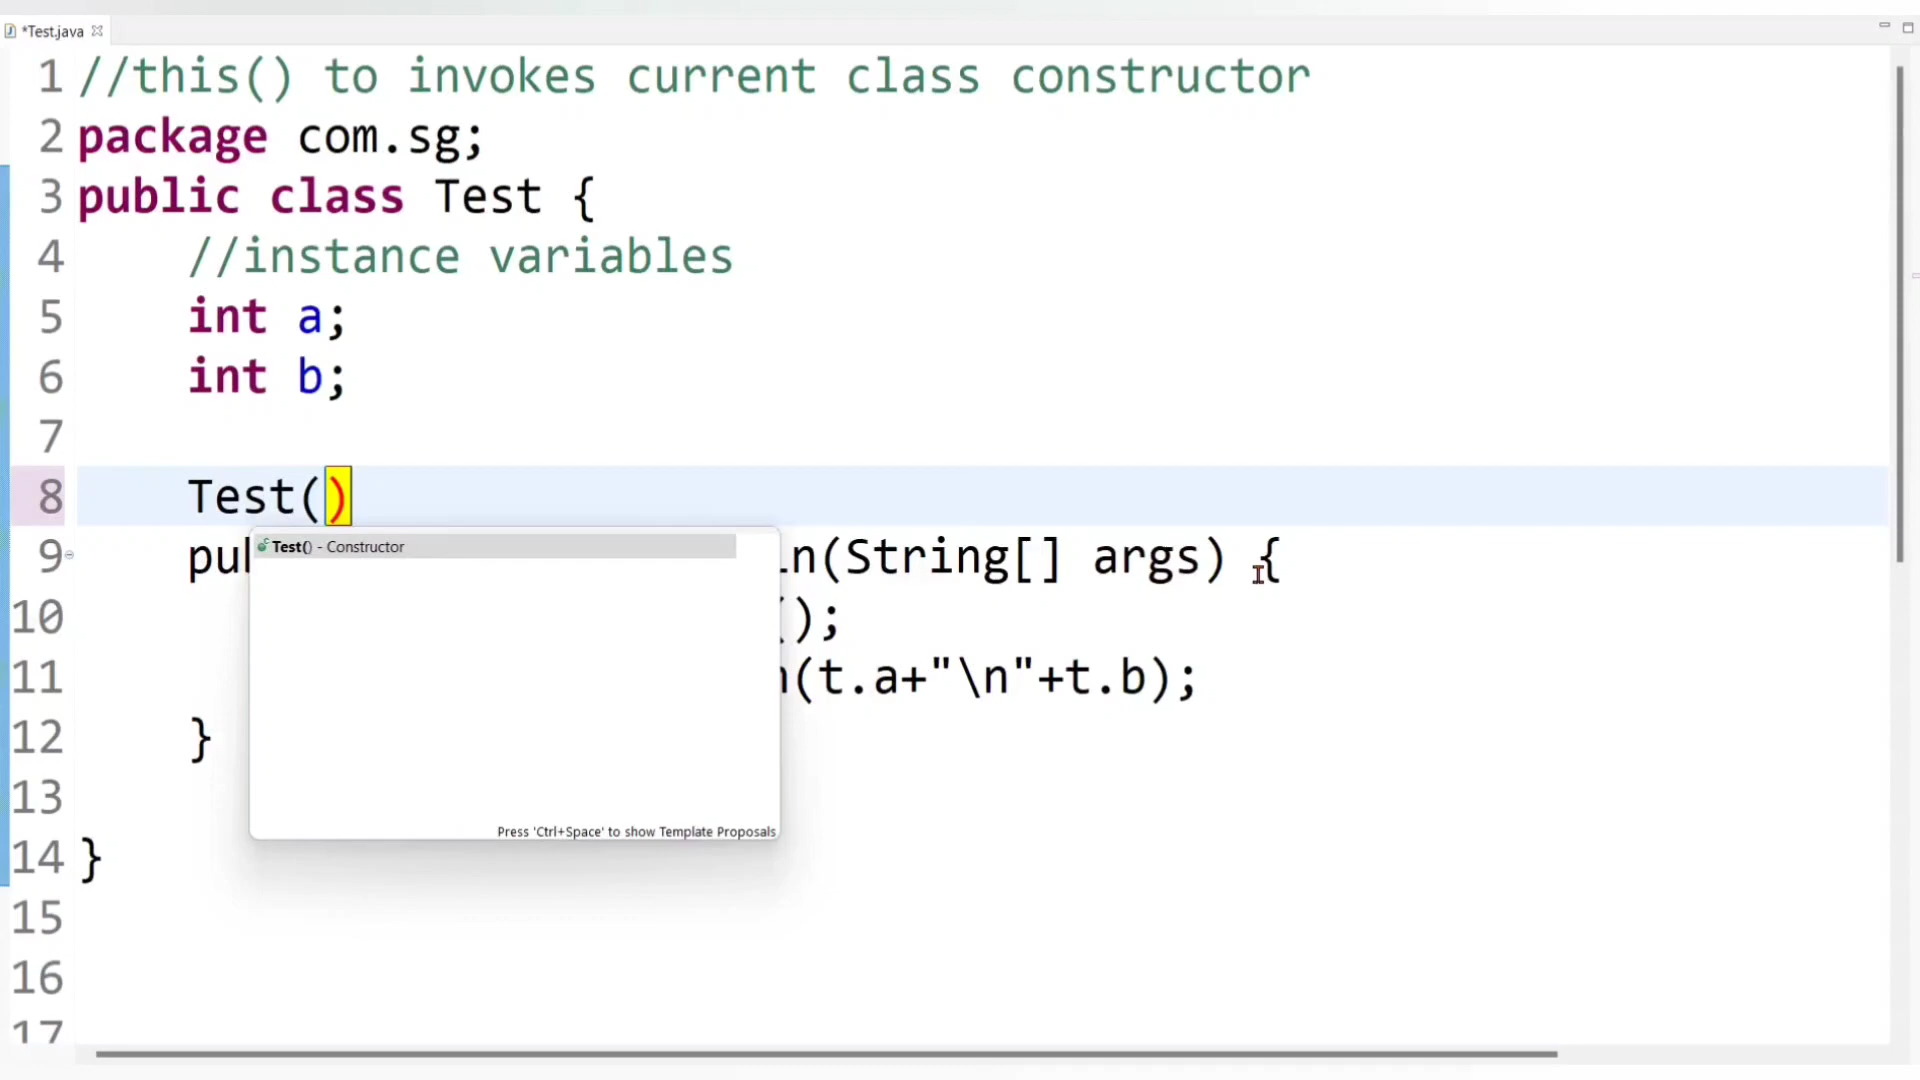 *Test.java
1 //this() to invokes current class constructor
2 package com.sg;
3 public class Test {
4 //instance variables
5 int a;
6 int b;
7
8 Test()
Test() - Constructor
9 in(String[] args) {
10 ();
11 (t.a+"\n"+t.b);
12 }
13
Press 'Ctrl+Space' to show Template Proposals
14 }
15
16
17